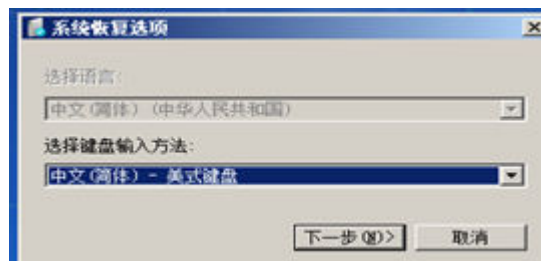 系统恢复选项
选择语言:
中文(简体) (中华人民共和国)
选择键盘输入方法:
中文(简体) - 美式键盘
下一步(N)> 取消